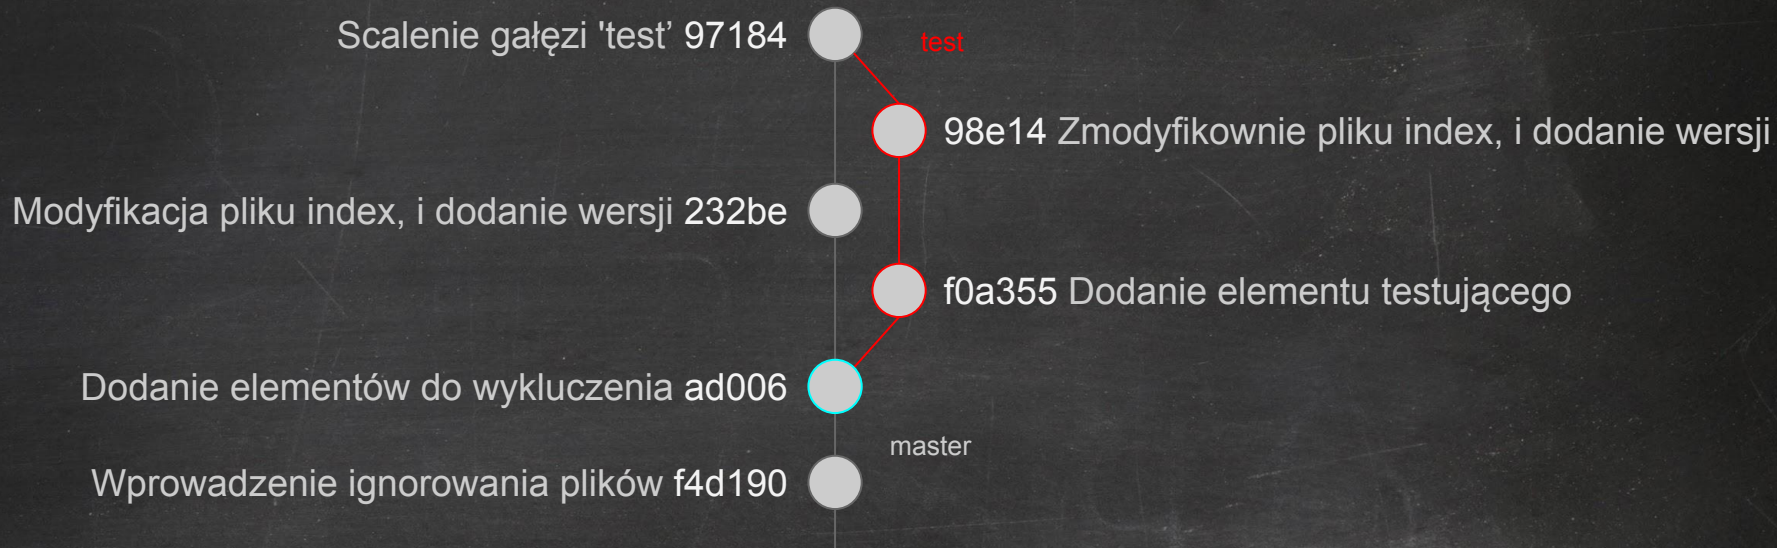 Scalenie gałęzi 'test’ 97184
test
98e14 Zmodyfikownie pliku index, i dodanie wersji
Modyfikacja pliku index, i dodanie wersji 232be
f0a355 Dodanie elementu testującego
Dodanie elementów do wykluczenia ad006
master
Wprowadzenie ignorowania plików f4d190